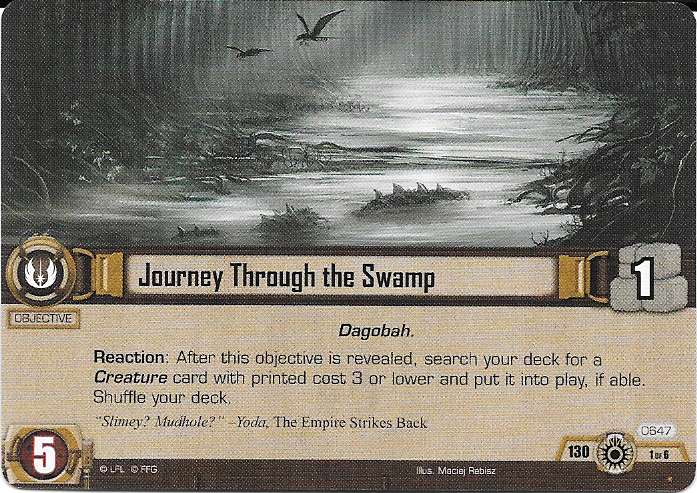 Journey Through the Swamp
1
OBJECTIVE
Dagobah.
Reaction: After this objective is revealed, search your deck for a
Creature card with printed cost 3 or lower and put it into play, if able.
Shuffle your deck.
“Slimey? Mudhole?” –Yoda, The Empire Strikes Back
0647
5
130
1 OF 6
© LFL © FFG
Illus. Maciej Rebisz